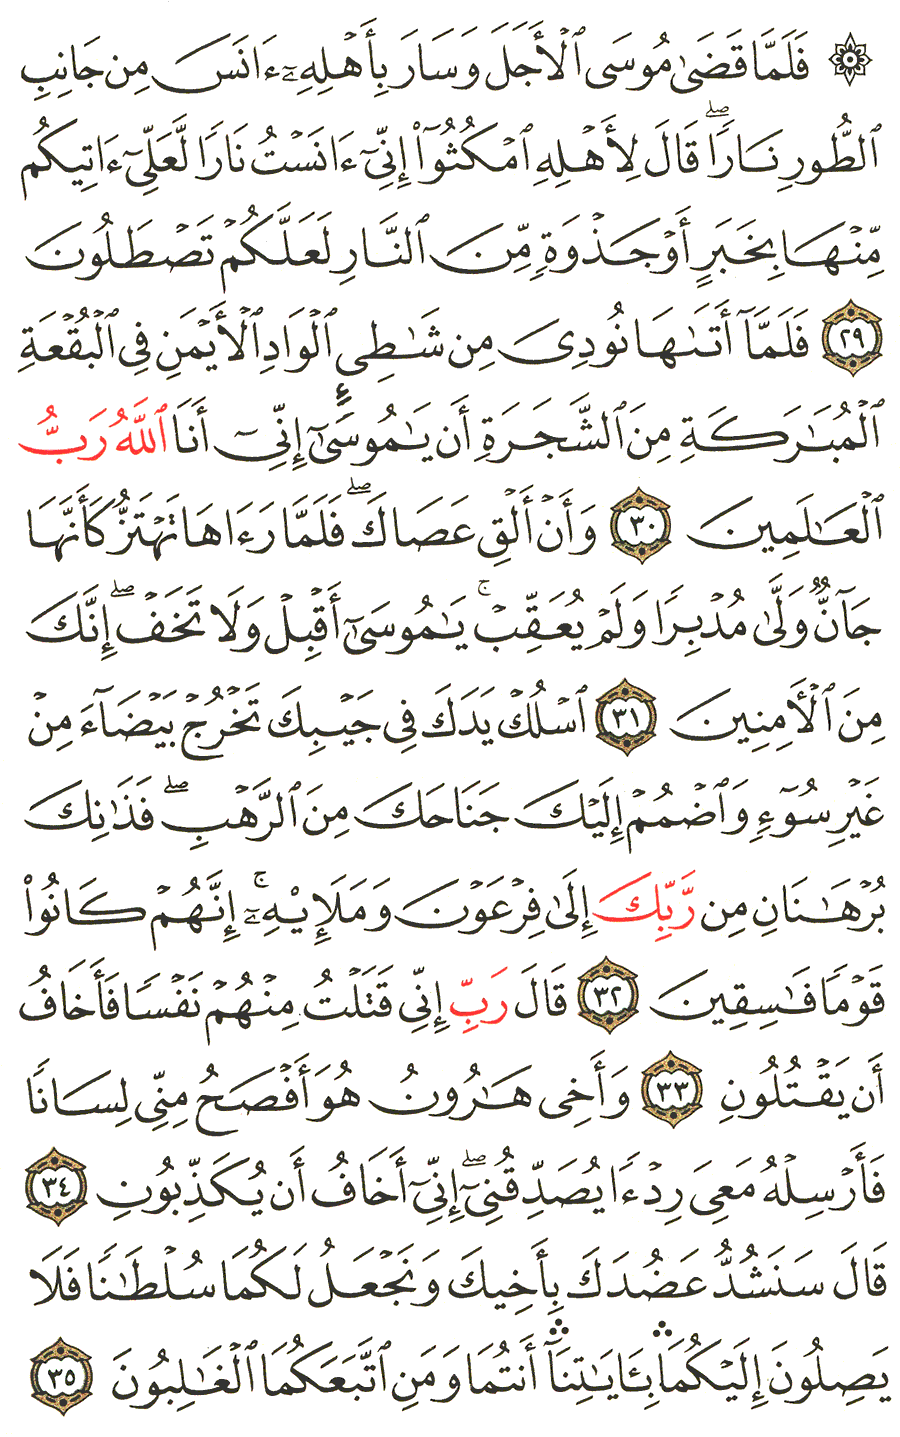 ۞ فَلَمَّا قَضَىٰ مُوسَى ٱلْأَجَلَ وَسَارَ بِأَهْلِهِۦٓ ءَانَسَ مِن جَانِبِ
ٱلطُّورِ نَارًاۖ قَالَ لِأَهْلِهِ ٱمْكُثُوٓا۟ إِنِّىٓ ءَانَسْتُ نَارًا لَّعَلِّىٓ ءَاتِيكُم
مِّنْهَا بِخَبَرٍ أَوْ جَذْوَةٍ مِّنَ ٱلنَّارِ لَعَلَّكُمْ تَصْطَلُونَ
٢٩ فَلَمَّآ أَتَىٰهَا نُودِىَ مِن شَـٰطِئِ ٱلْوَادِ ٱلْأَيْمَنِ فِى ٱلْبُقْعَةِ
ٱلْمُبَـٰرَكَةِ مِنَ ٱلشَّجَرَةِ أَن يَـٰمُوسَىٰٓ إِنِّىٓ أَنَا ٱللَّهُ رَبُّ
ٱلْعَـٰلَمِينَ ٣٠ وَأَنْ أَلْقِ عَصَاكَۖ فَلَمَّا رَءَاهَا تَهْتَزُّ كَأَنَّهَا
جَآنٌّ وَلَّىٰ مُدْبِرًا وَلَمْ يُعَقِّبْۚ يَـٰمُوسَىٰٓ أَقْبِلْ وَلَا تَخَفْۖ إِنَّكَ
مِنَ ٱلْـَٔامِنِينَ ٣١ ٱسْلُكْ يَدَكَ فِى جَيْبِكَ تَخْرُجْ بَيْضَآءَ مِنْ
غَيْرِ سُوٓءٍ وَٱضْمُمْ إِلَيْكَ جَنَاحَكَ مِنَ ٱلرَّهْبِۖ فَذَٰنِكَ
بُرْهَـٰنَانِ مِن رَّبِّكَ إِلَىٰ فِرْعَوْنَ وَمَلَإِي۟هِۦٓۚ إِنَّهُمْ كَانُوا۟
قَوْمًا فَـٰسِقِينَ ٣٢ قَالَ رَبِّ إِنِّى قَتَلْتُ مِنْهُمْ نَفْسًا فَأَخَافُ
أَن يَقْتُلُونِ ٣٣ وَأَخِى هَـٰرُونُ هُوَ أَفْصَحُ مِنِّى لِسَانًا
فَأَرْسِلْهُ مَعِىَ رِدْءًا يُصَدِّقُنِىٓۖ إِنِّىٓ أَخَافُ أَن يُكَذِّبُونِ ٣٤
قَالَ سَنَشُدُّ عَضُدَكَ بِأَخِيكَ وَنَجْعَلُ لَكُمَا سُلْطَـٰنًا فَلَا
يَصِلُونَ إِلَيْكُمَاۛ بِـَٔايَـٰتِنَآۛ أَنتُمَا وَمَنِ ٱتَّبَعَكُمَا ٱلْغَـٰلِبُونَ ٣٥